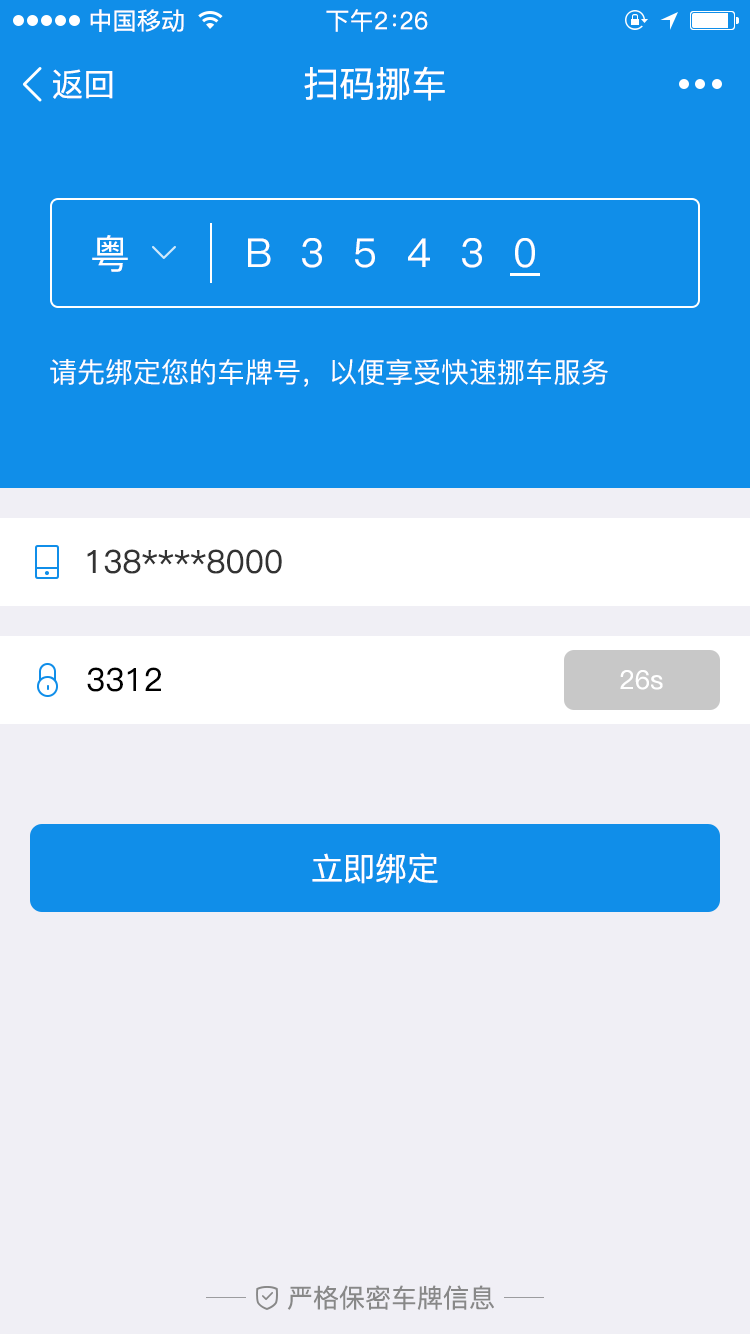 中国移动 下午2:26
返回 扫码挪车
粤 B 3 5 4 3 0
请先绑定您的车牌号，以便享受快速挪车服务
138****8000
3312 26s
立即绑定
严格保密车牌信息